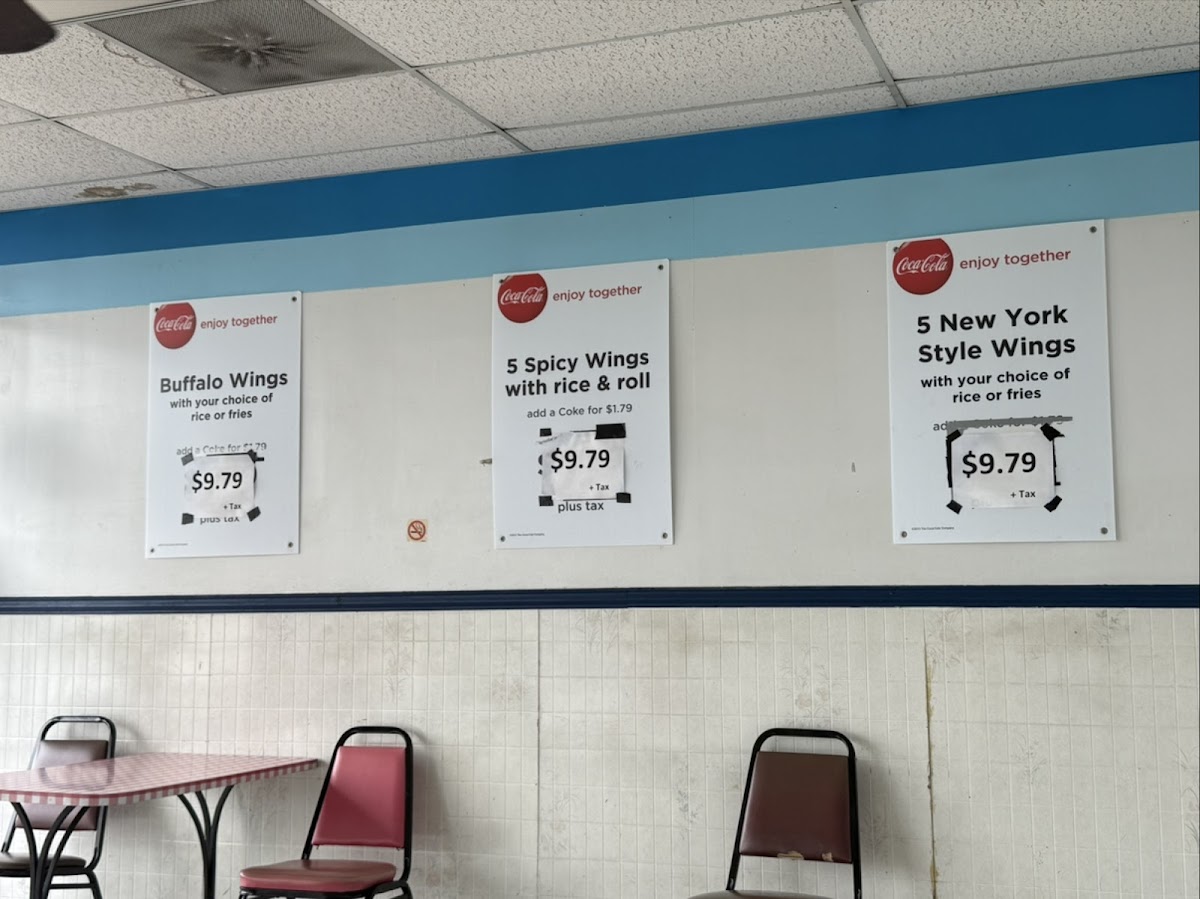 Coca-Cola enjoy together
Buffalo Wings
with your choice of
rice or fries
add a Coke for $1.79
$9.79
+ Tax
plus tax
Coca-Cola enjoy together
5 Spicy Wings
with rice & roll
add a Coke for $1.79
$9.79
+ Tax
plus tax
Coca-Cola enjoy together
5 New York
Style Wings
with your choice of
rice or fries
$9.79
+ Tax